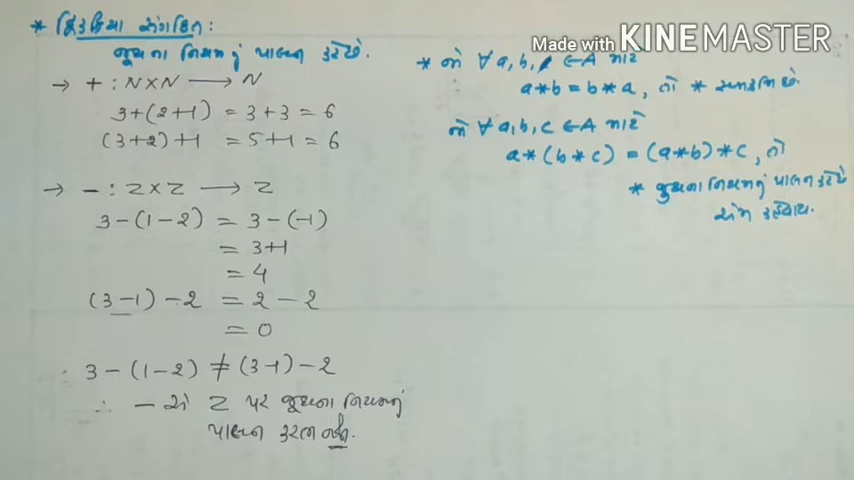 * દ્વિકક્રિયા
જૂથના નિયમનું પાલન કરે છે.
→ + : N×N ⟶ N
3+(2+1) = 3+3 = 6
(3+2)+1 = 5+1 = 6
→ − : Z×Z ⟶ Z
3−(1−2) = 3−(−1)
= 3+1
= 4
(3−1)−2 = 2−2
= 0
3−(1−2) ≠ (3−1)−2
∴ − એ Z પર જૂથના નિયમનું
પાલન કરતા નથી.
Made with KINEMASTER
* જો ∀ a,b, ∈ A માટે
a*b = b*a, તો * સમક્રમી છે.
જો ∀ a,b,c ∈ A માટે
a*(b*c) = (a*b)*c, તો
* જૂથના નિયમનું પાલન કરે છે
એમ કહેવાય.